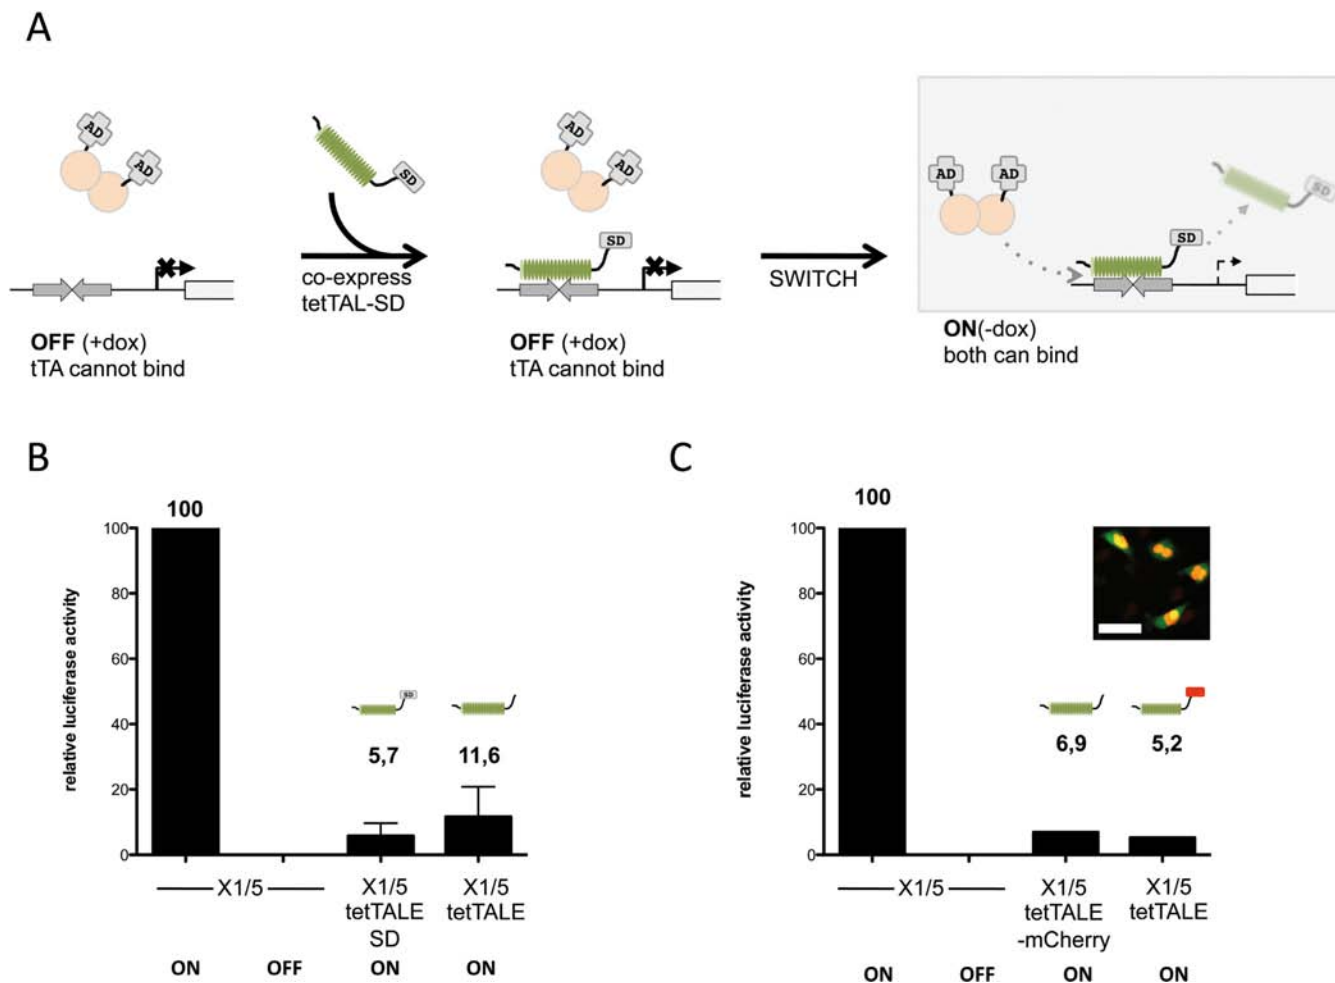 A
AD
AD
SD
AD
AD
SD
AD
AD
SD
SD
co-express
tetTAL-SD
SWITCH
OFF (+dox)
tTA cannot bind
OFF (+dox)
tTA cannot bind
ON(-dox)
both can bind
B
relative luciferase activity
100
80
60
40
20
0
100
SD
5,7
11,6
X1/5
X1/5
tetTALE
SD
X1/5
tetTALE
ON
OFF
ON
ON
C
relative luciferase activity
100
80
60
40
20
0
100
6,9
5,2
X1/5
X1/5
tetTALE
-mCherry
X1/5
tetTALE
ON
OFF
ON
ON